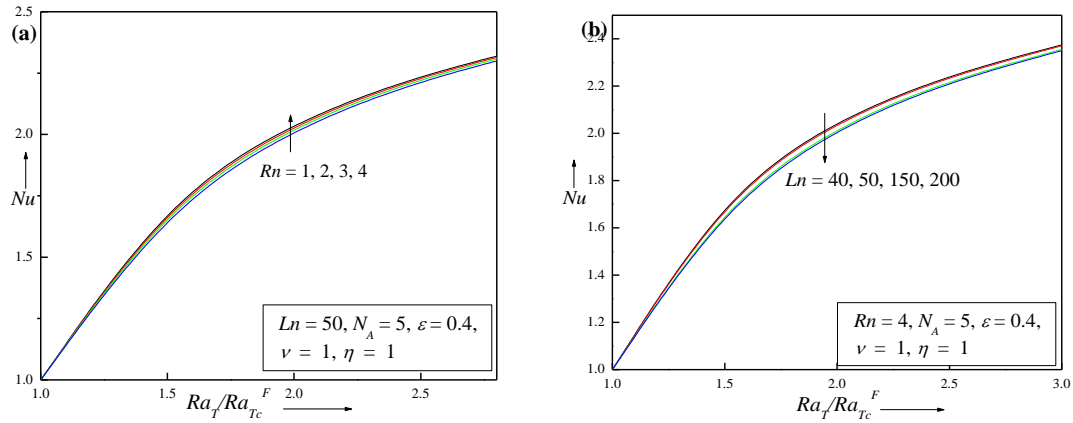 (a)
2.5
2.0
Nu
Rn = 1, 2, 3, 4
1.5
Ln = 50, N_A = 5, ε = 0.4,
ν = 1, η = 1
1.0
1.0 1.5 2.0 2.5
Ra_T/Ra_Tc^F
(b)
2.4
2.2
2.0
Nu
1.8
Ln = 40, 50, 150, 200
1.6
1.4
Rn = 4, N_A = 5, ε = 0.4,
ν = 1, η = 1
1.2
1.0
1.0 1.5 2.0 2.5 3.0
Ra_T/Ra_Tc^F